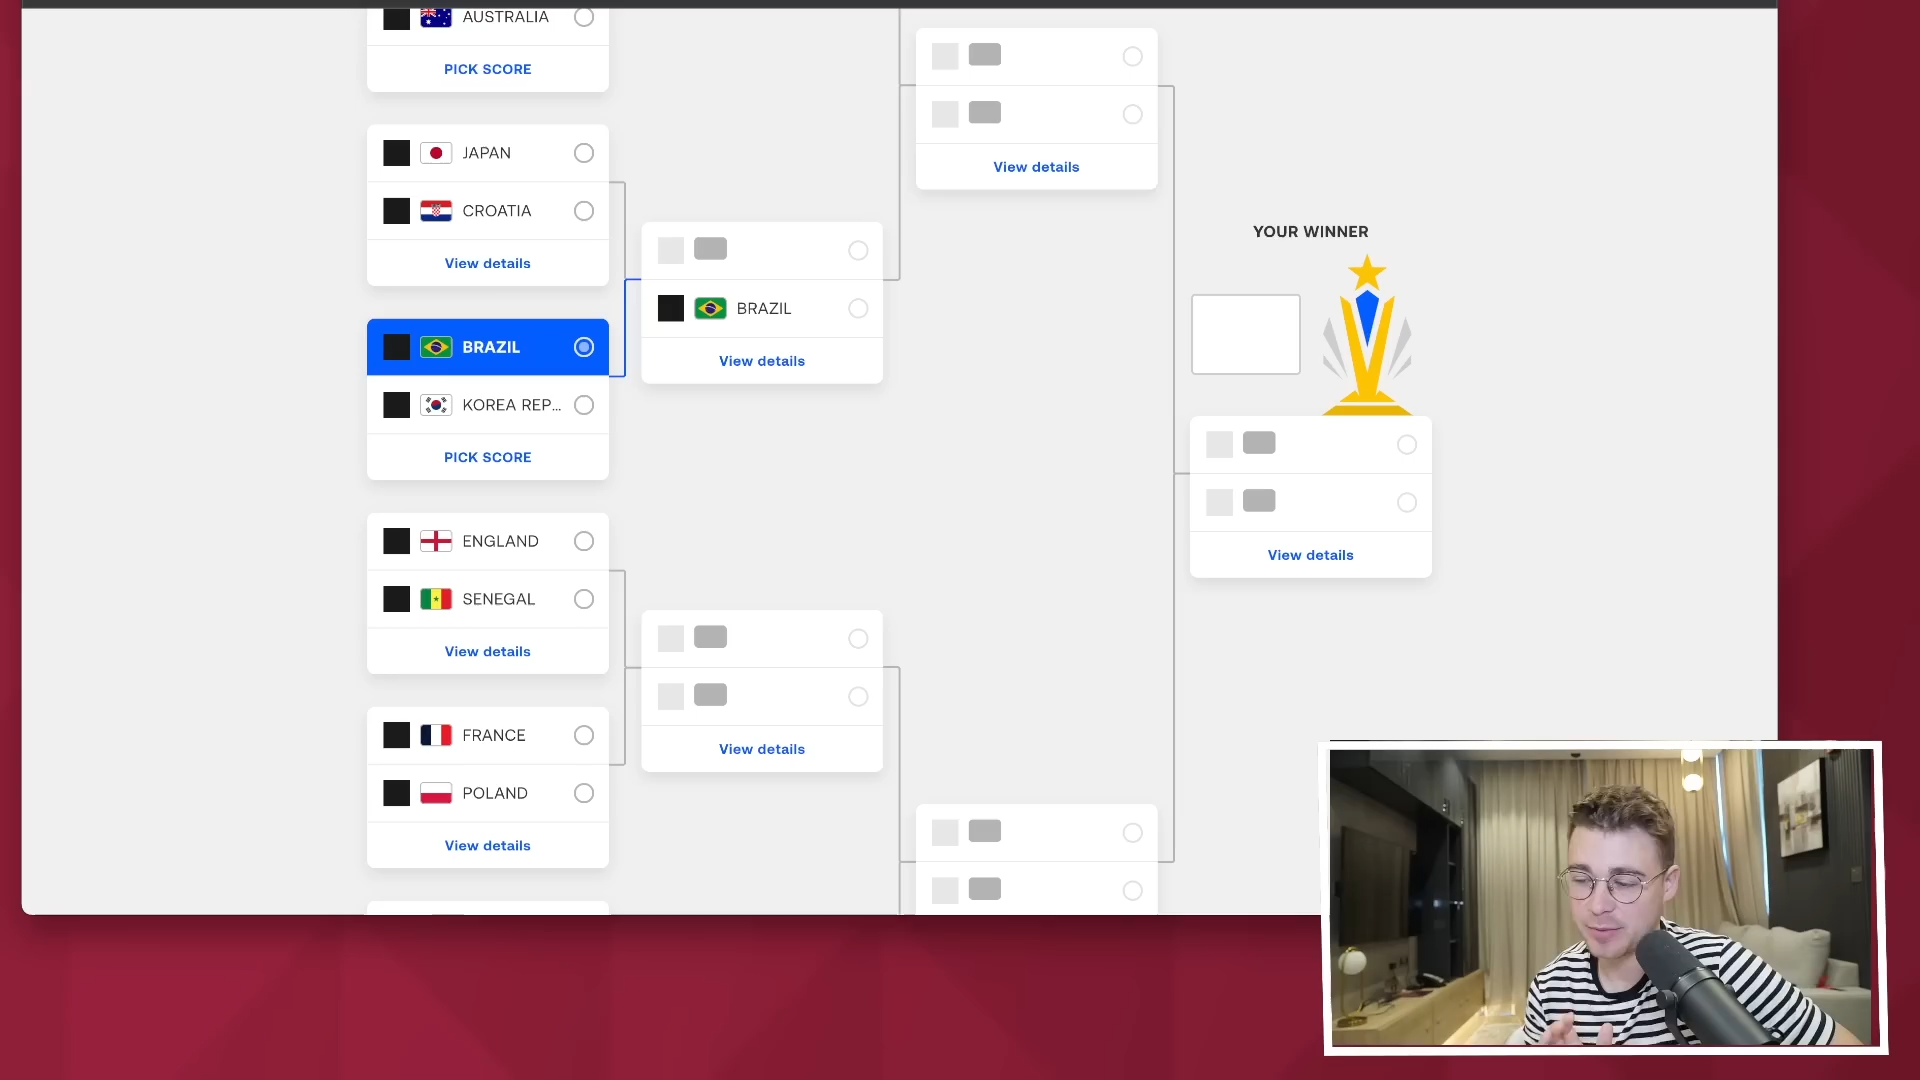 AUSTRALIA
PICK SCORE
JAPAN
CROATIA
View details
BRAZIL
KOREA REP...
PICK SCORE
ENGLAND
SENEGAL
View details
FRANCE
POLAND
View details
BRAZIL
View details
View details
View details
YOUR WINNER
View details